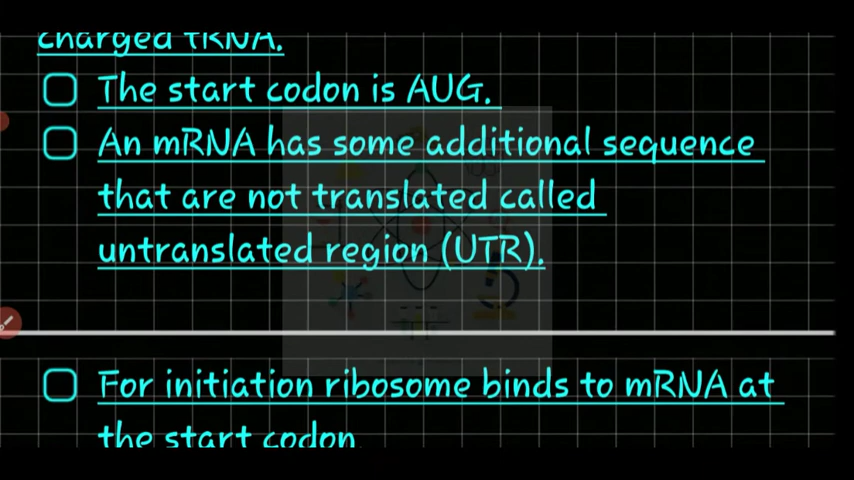 charged tRNA.
The start codon is AUG.
An mRNA has some additional sequence
that are not translated called
untranslated region (UTR).
For initiation ribosome binds to mRNA at
the start codon